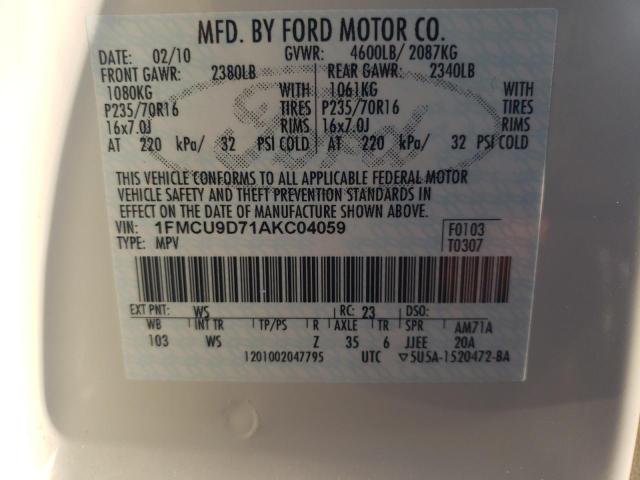 MFD. BY FORD MOTOR CO.
DATE: 02/10 GVWR: 4600LB/ 2087KG
FRONT GAWR: 2380LB REAR GAWR: 2340LB
1080KG WITH 1061KG WITH
P235/70R16 TIRES P235/70R16 TIRES
16x7.0J RIMS 16x7.0J RIMS
AT 220 kPa/ 32 PSI COLD AT 220 kPa/ 32 PSI COLD
THIS VEHICLE CONFORMS TO ALL APPLICABLE FEDERAL MOTOR
VEHICLE SAFETY AND THEFT PREVENTION STANDARDS IN
EFFECT ON THE DATE OF MANUFACTURE SHOWN ABOVE.
VIN: 1FMCU9D71AKC04059 F0103
TYPE: MPV T0307
EXT PNT: WS RC: 23 DSO:
WB INT TR TP/PS R AXLE TR SPR AM71A
103 WS Z 35 6 JJEE 20A
1201002047795 UTC ▽5U5A-1520472-BA
Ford